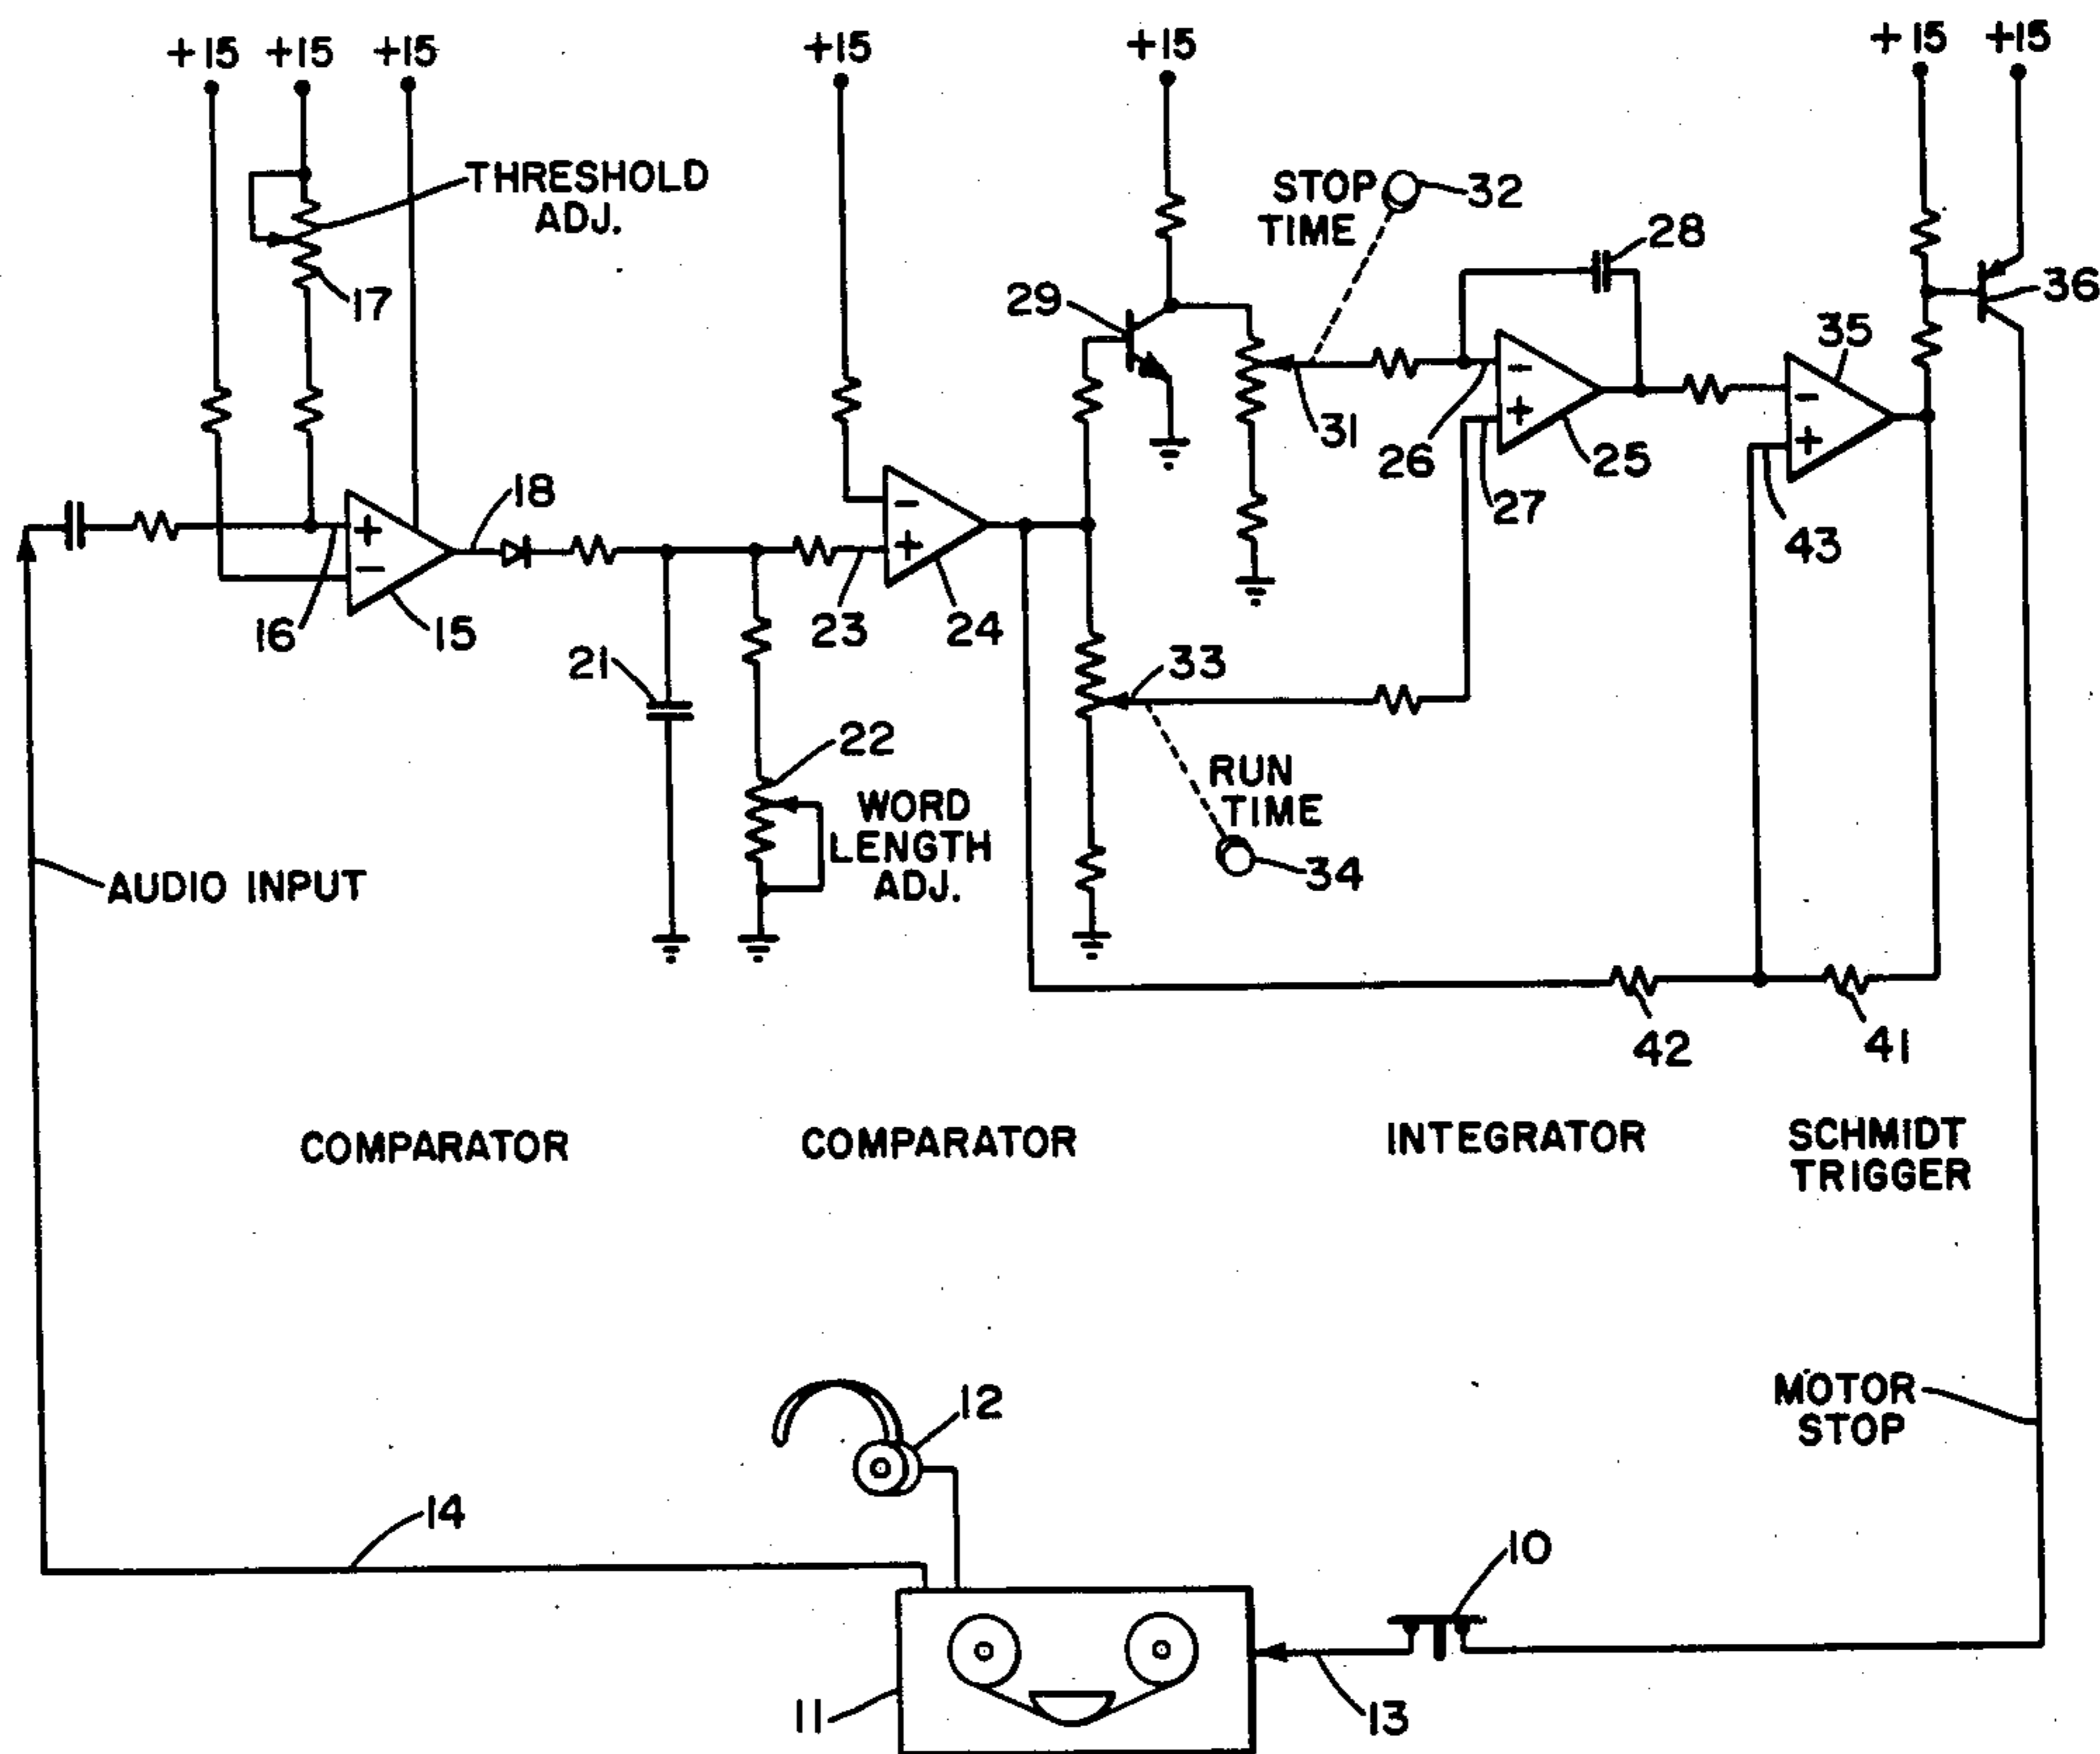 +15 +15 +15 +15 +15 +15 +15
THRESHOLD
ADJ.
17
STOP
TIME
32
28
29
36
35
31
26
25
27
43
18
16
15
23
24
21
33
22
WORD
LENGTH
ADJ.
RUN
TIME
34
AUDIO INPUT
42
41
COMPARATOR
COMPARATOR
INTEGRATOR
SCHMIDT
TRIGGER
12
MOTOR
STOP
14
10
11
13